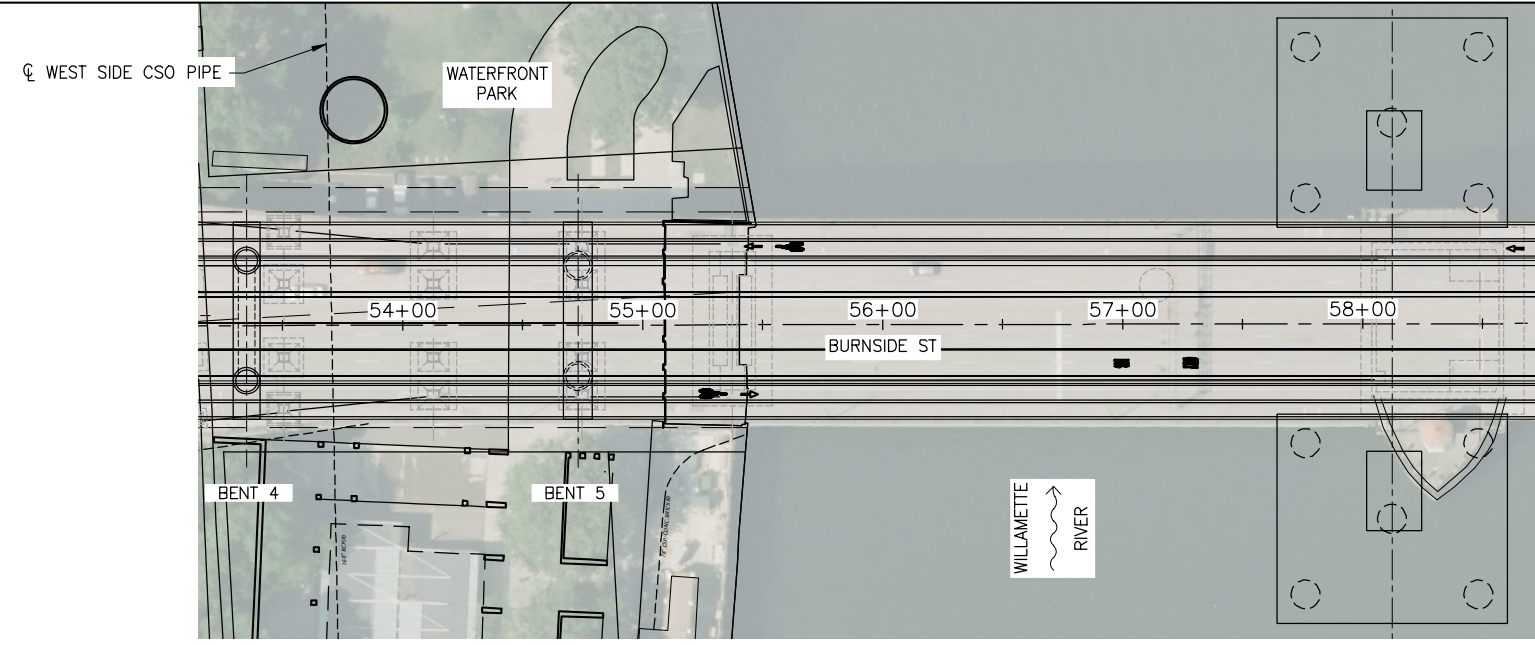 ℄ WEST SIDE CSO PIPE
WATERFRONT
PARK
54+00
55+00
56+00
57+00
58+00
BURNSIDE ST
BENT 4
BENT 5
WILLAMETTE
RIVER